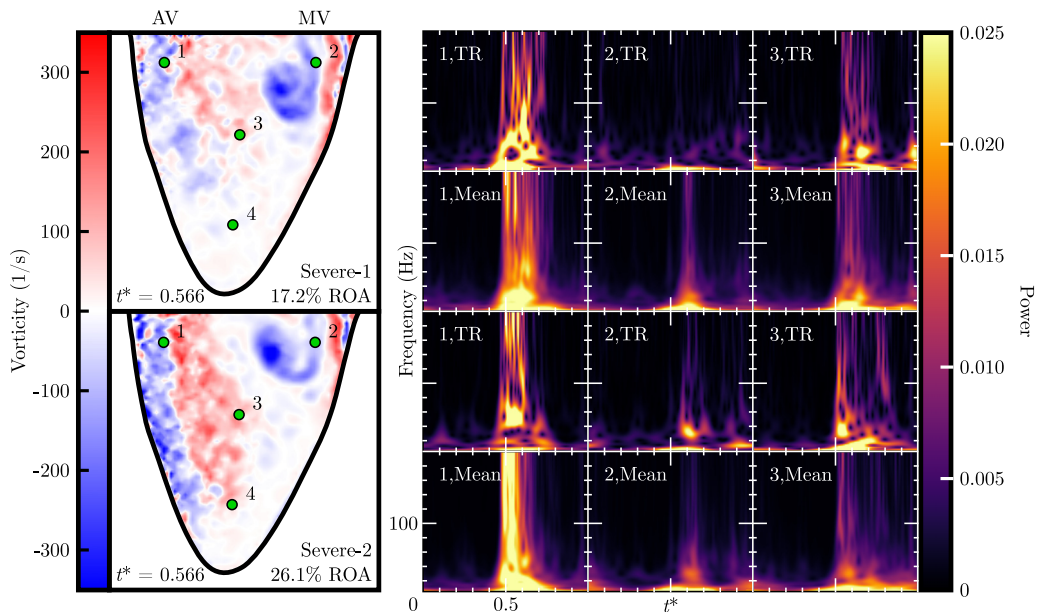 AV MV
300
200
100
0
-100
-200
-300
Vorticity (1/s)
1
2
3
4
Severe-1
t* = 0.566 17.2% ROA
1
2
3
4
Severe-2
t* = 0.566 26.1% ROA
1,TR 2,TR 3,TR
1,Mean 2,Mean 3,Mean
1,TR 2,TR 3,TR
1,Mean 2,Mean 3,Mean
Frequency (Hz)
100
0 0.5 t*
0.025
0.020
0.015
0.010
0.005
0
Power